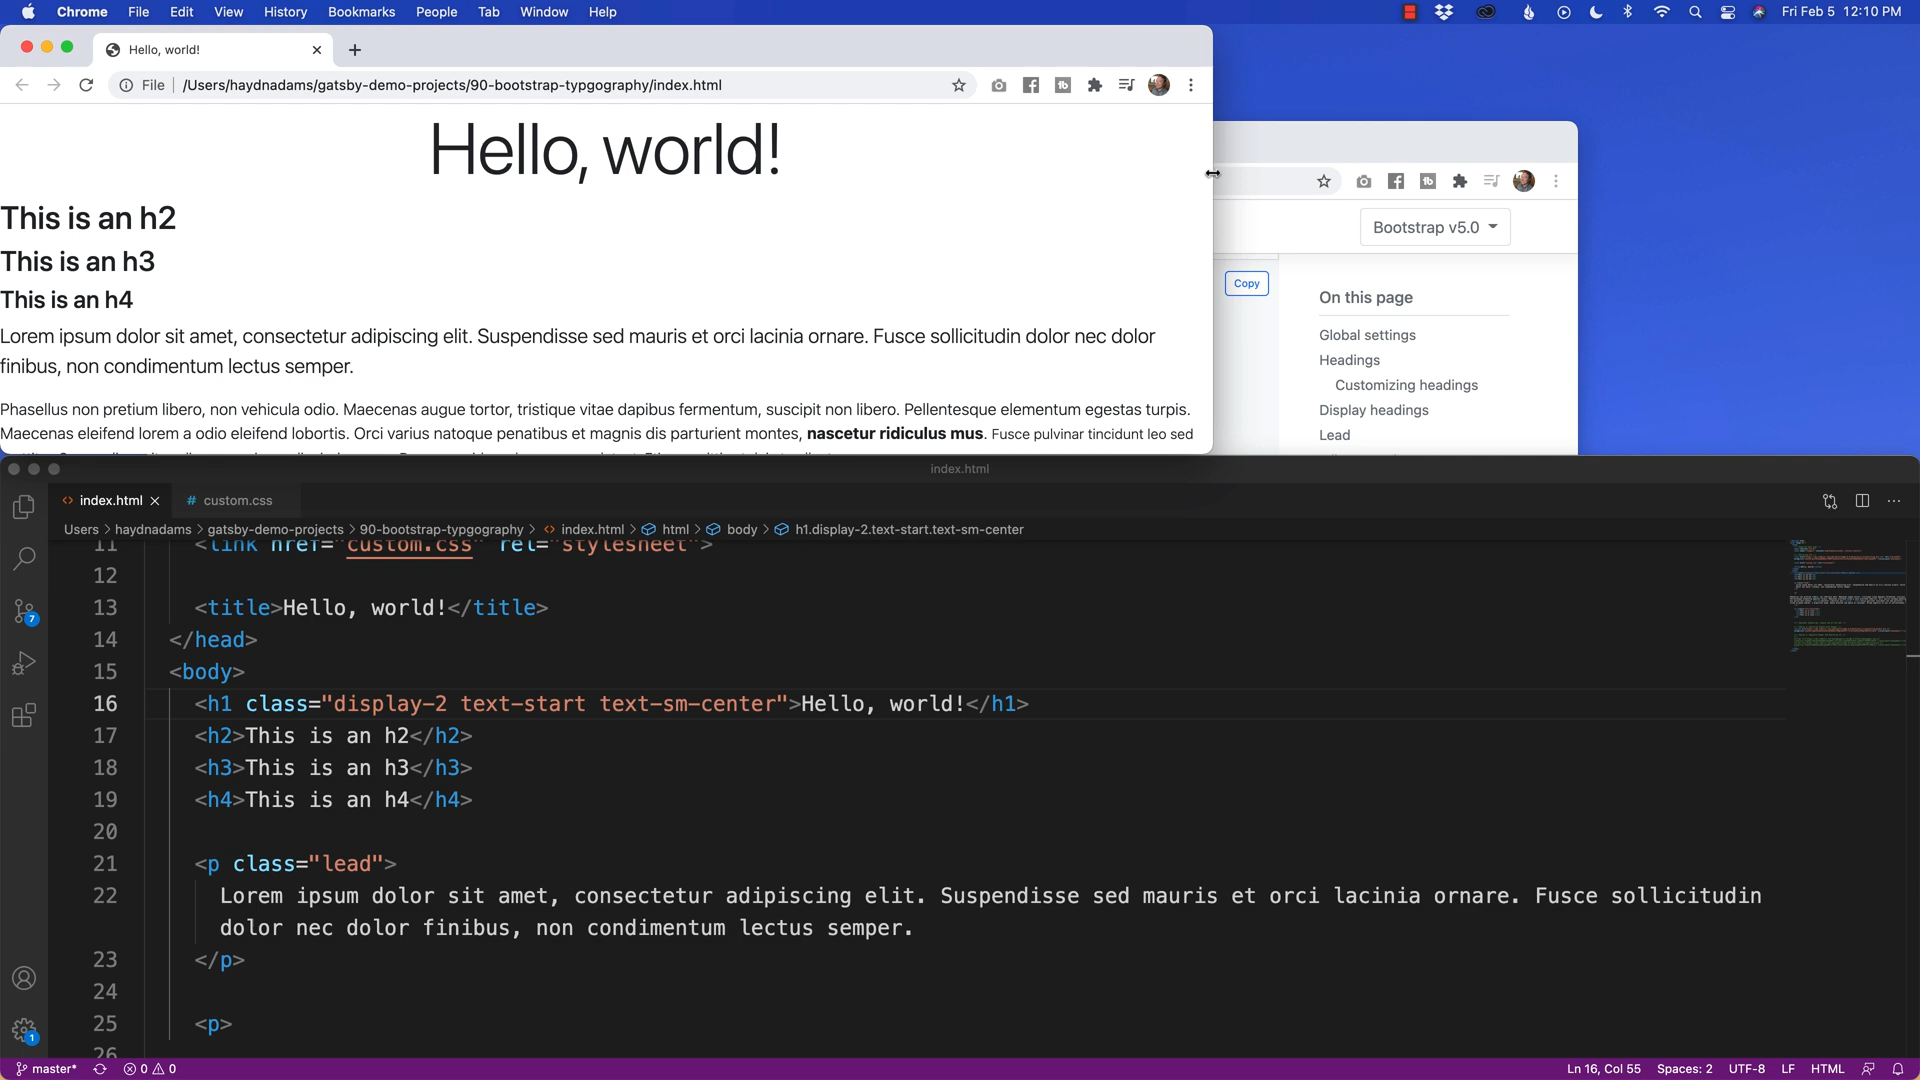 Chrome File Edit View History Bookmarks People Tab Window Help Fri Feb 5 12:10 PM
Hello, world!
File /Users/haydnadams/gatsby-demo-projects/90-bootstrap-typgography/index.html
Hello, world!
This is an h2
This is an h3
This is an h4
Lorem ipsum dolor sit amet, consectetur adipiscing elit. Suspendisse sed mauris et orci lacinia ornare. Fusce sollicitudin dolor nec dolor
finibus, non condimentum lectus semper.
Phasellus non pretium libero, non vehicula odio. Maecenas augue tortor, tristique vitae dapibus fermentum, suscipit non libero. Pellentesque elementum egestas turpis.
Maecenas eleifend lorem a odio eleifend lobortis. Orci varius natoque penatibus et magnis dis parturient montes, nascetur ridiculus mus. Fusce pulvinar tincidunt leo sed
Bootstrap v5.0
Copy
On this page
Global settings
Headings
Customizing headings
Display headings
Lead
index.html
index.html
# custom.css
Users > haydnadams > gatsby-demo-projects > 90-bootstrap-typgography > index.html > html > body > h1.display-2.text-start.text-sm-center
11 <link href="custom.css" rel="stylesheet">
12
13 <title>Hello, world!</title>
14 </head>
15 <body>
16 <h1 class="display-2 text-start text-sm-center">Hello, world!</h1>
17 <h2>This is an h2</h2>
18 <h3>This is an h3</h3>
19 <h4>This is an h4</h4>
20
21 <p class="lead">
22 Lorem ipsum dolor sit amet, consectetur adipiscing elit. Suspendisse sed mauris et orci lacinia ornare. Fusce sollicitudin
dolor nec dolor finibus, non condimentum lectus semper.
23 </p>
24
25 <p>
26
7
1
master* 0 0 Ln 16, Col 55 Spaces: 2 UTF-8 LF HTML